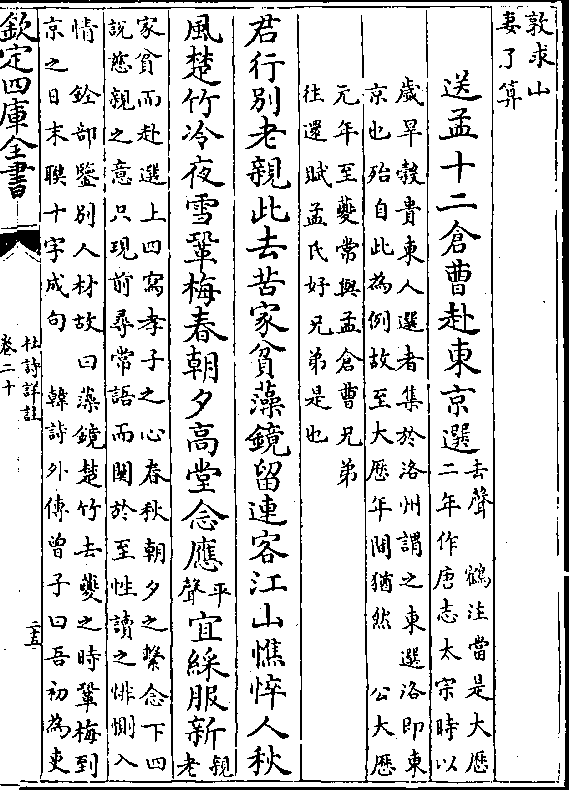 敦求山
妻了算
送孟十二倉曹赴東京選去聲 鶴注當是大歷
二年作唐志太宗時以
歲旱穀貴東人選者集於洛州謂之東選洛即東
京也殆自此為例故至大歷年間猶然 公大歷
元年至夔常與孟倉曹兄弟
往還賦孟氏好兄弟是也
君行別老親此去苦家貧藻鏡留連客江山憔悴人秋
風楚竹冷夜雪鞏梅春朝夕高堂念應平聲宜綵服新親老
家貧而赴選上四寫孝子之心春秋朝夕之繫念下四
說慈親之意只現前尋常語而關於至性讀之悱惻入
情 銓部鑒別人材故曰藻鏡楚竹去夔之時鞏梅到
京之日末聯十字成句 韓詩外傳曾子曰吾初為吏
欽定四庫全書
杜詩詳註
卷二十